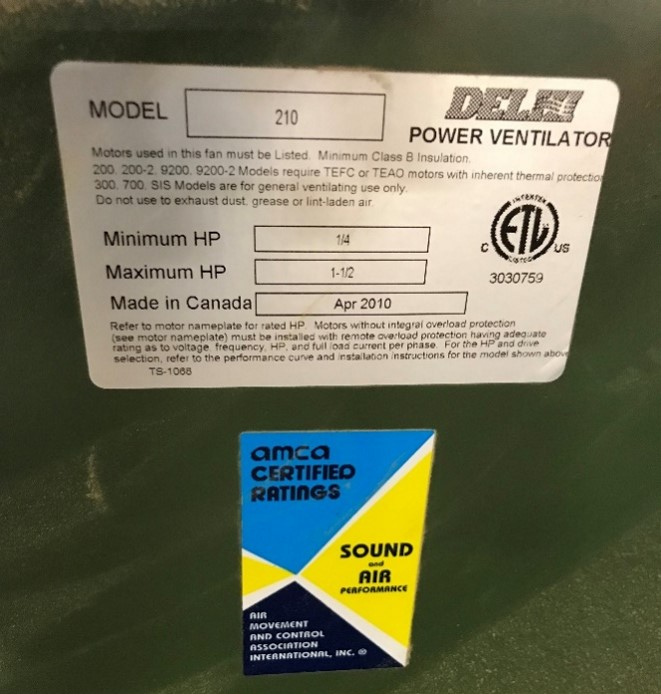 MODEL 210
DELHI
POWER VENTILATOR
Motors used in this fan must be Listed. Minimum Class B Insulation.
200, 200-2, 9200, 9200-2 Models require TEFC or TEAO motors with inherent thermal protection
300, 700, SIS Models are for general ventilating use only.
Do not use to exhaust dust, grease or lint-laden air.
Minimum HP 1/4
Maximum HP 1-1/2
Made in Canada Apr 2010
INTERTEK
C ETL US
LISTED
3030759
Refer to motor nameplate for rated HP. Motors without integral overload protection
(see motor nameplate) must be installed with remote overload protection having adequate
rating as to voltage, frequency, HP, and full load current per phase. For the HP and drive
selection, refer to the performance curve and installation instructions for the model shown above
TS-1068
amca
CERTIFIED
RATINGS
SOUND
and
AIR
PERFORMANCE
AIR
MOVEMENT
AND CONTROL
ASSOCIATION
INTERNATIONAL, INC. ®